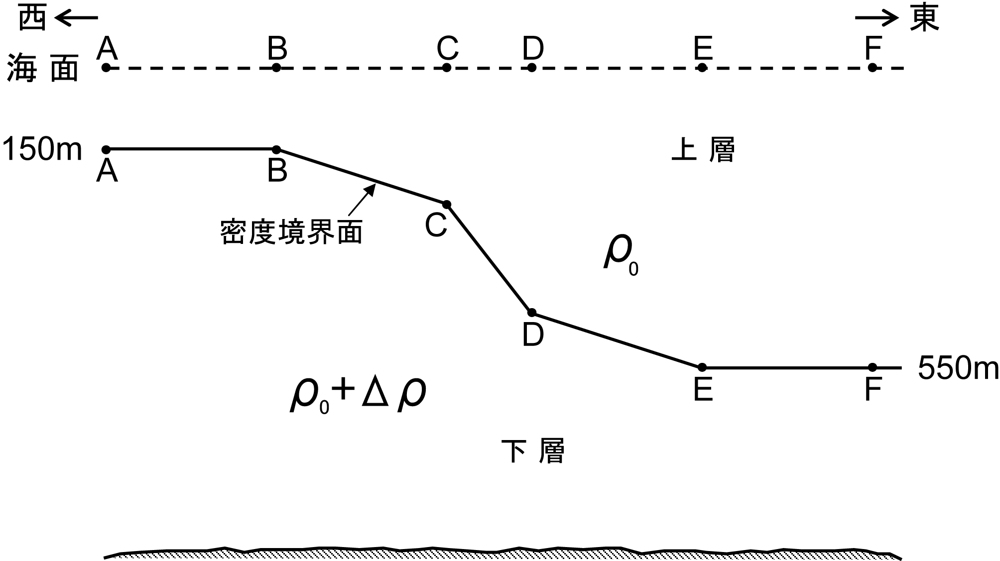 西 東
A B C D E F
海面
150m
A B
上層
密度境界面
C
ρ0
D
550m
E F
ρ0+Δρ
下層